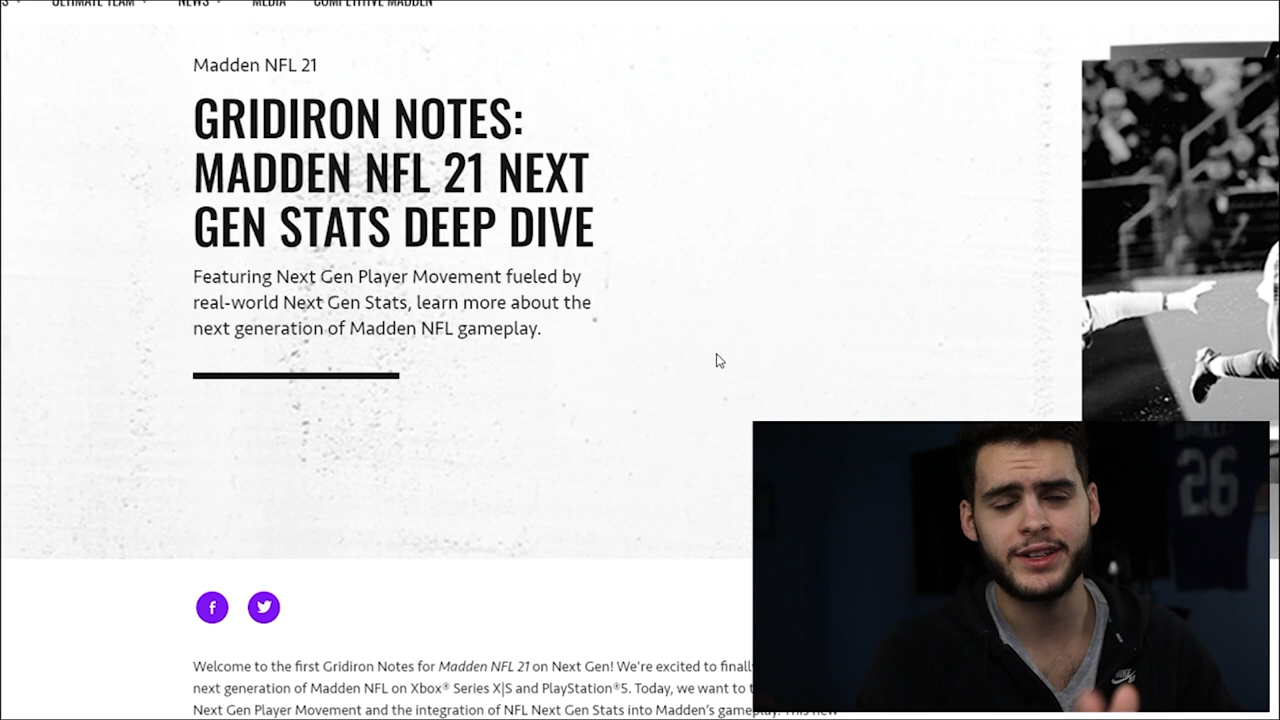 ULTIMATE TEAM NEWS MEDIA COMPETITIVE MADDEN
Madden NFL 21
GRIDIRON NOTES:
MADDEN NFL 21 NEXT
GEN STATS DEEP DIVE
Featuring Next Gen Player Movement fueled by
real-world Next Gen Stats, learn more about the
next generation of Madden NFL gameplay.
26
Welcome to the first Gridiron Notes for Madden NFL 21 on Next Gen! We're excited to finally
next generation of Madden NFL on Xbox® Series X|S and PlayStation®5. Today, we want to
Next Gen Player Movement and the integration of NFL Next Gen Stats into Madden's gameplay. This new